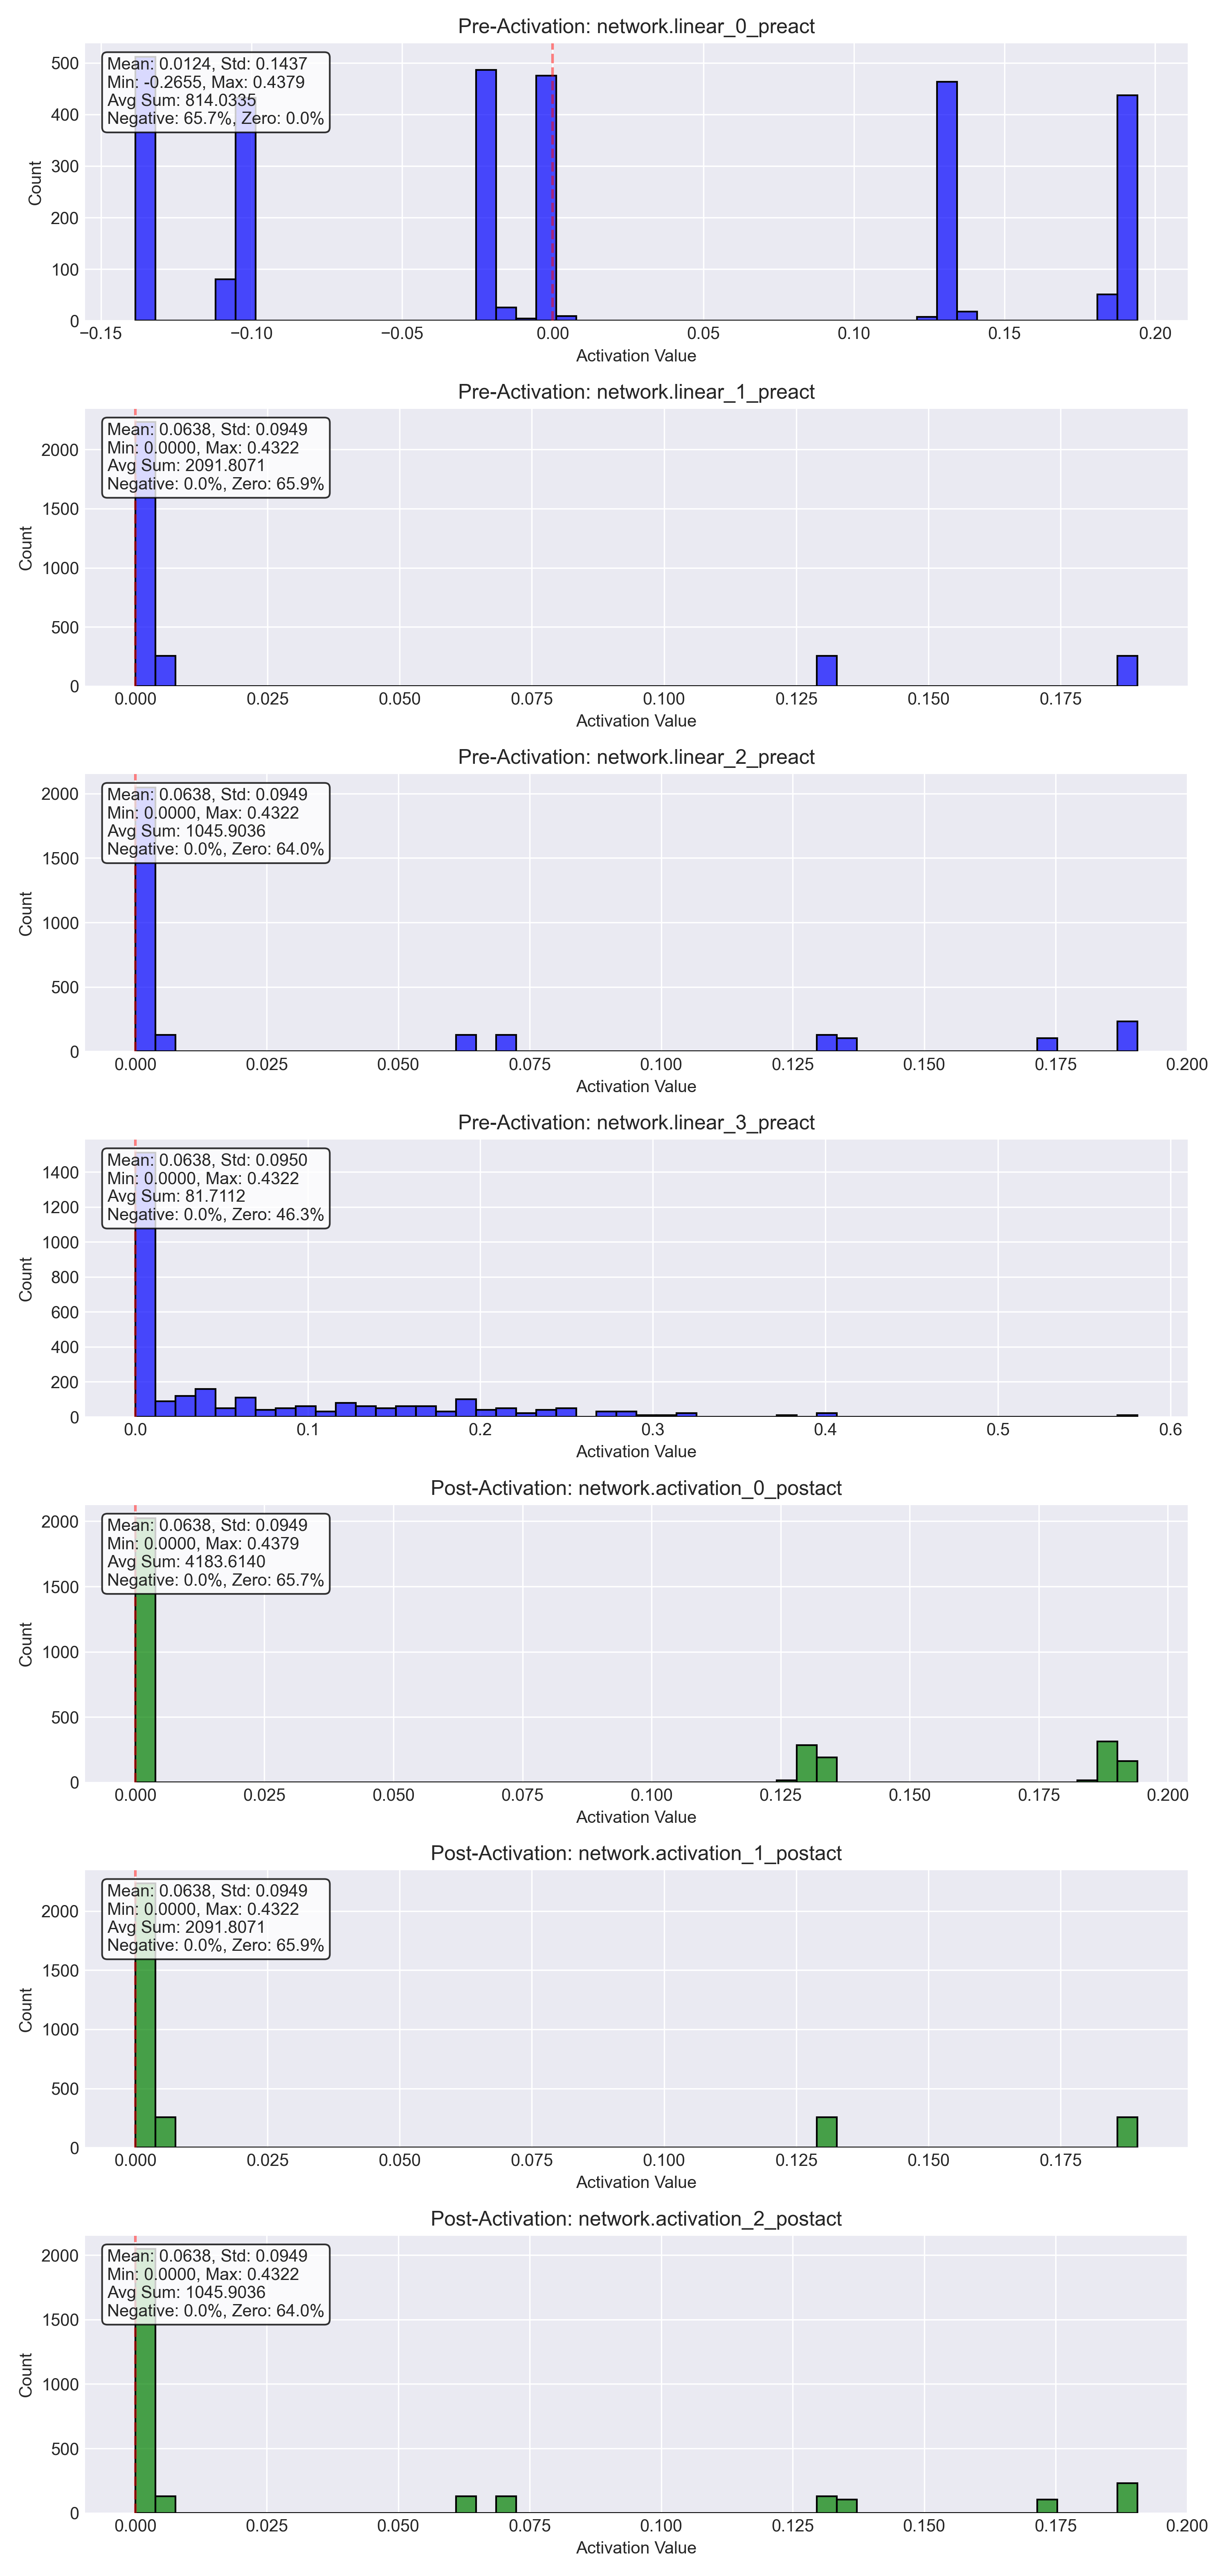 Pre-Activation: network.linear_0_preact
Mean: 0.0124, Std: 0.1437
Min: -0.2655, Max: 0.4379
Avg Sum: 814.0335
Negative: 65.7%, Zero: 0.0%
500
400
300
200
100
0
Count
−0.15 −0.10 −0.05 0.00 0.05 0.10 0.15 0.20
Activation Value
Pre-Activation: network.linear_1_preact
Mean: 0.0638, Std: 0.0949
Min: 0.0000, Max: 0.4322
Avg Sum: 2091.8071
Negative: 0.0%, Zero: 65.9%
2000
1500
1000
500
0
Count
0.000 0.025 0.050 0.075 0.100 0.125 0.150 0.175
Activation Value
Pre-Activation: network.linear_2_preact
Mean: 0.0638, Std: 0.0949
Min: 0.0000, Max: 0.4322
Avg Sum: 1045.9036
Negative: 0.0%, Zero: 64.0%
2000
1500
1000
500
0
Count
0.000 0.025 0.050 0.075 0.100 0.125 0.150 0.175 0.200
Activation Value
Pre-Activation: network.linear_3_preact
Mean: 0.0638, Std: 0.0950
Min: 0.0000, Max: 0.4322
Avg Sum: 81.7112
Negative: 0.0%, Zero: 46.3%
1400
1200
1000
800
600
400
200
0
Count
0.0 0.1 0.2 0.3 0.4 0.5 0.6
Activation Value
Post-Activation: network.activation_0_postact
Mean: 0.0638, Std: 0.0949
Min: 0.0000, Max: 0.4379
Avg Sum: 4183.6140
Negative: 0.0%, Zero: 65.7%
2000
1500
1000
500
0
Count
0.000 0.025 0.050 0.075 0.100 0.125 0.150 0.175 0.200
Activation Value
Post-Activation: network.activation_1_postact
Mean: 0.0638, Std: 0.0949
Min: 0.0000, Max: 0.4322
Avg Sum: 2091.8071
Negative: 0.0%, Zero: 65.9%
2000
1500
1000
500
0
Count
0.000 0.025 0.050 0.075 0.100 0.125 0.150 0.175
Activation Value
Post-Activation: network.activation_2_postact
Mean: 0.0638, Std: 0.0949
Min: 0.0000, Max: 0.4322
Avg Sum: 1045.9036
Negative: 0.0%, Zero: 64.0%
2000
1500
1000
500
0
Count
0.000 0.025 0.050 0.075 0.100 0.125 0.150 0.175 0.200
Activation Value